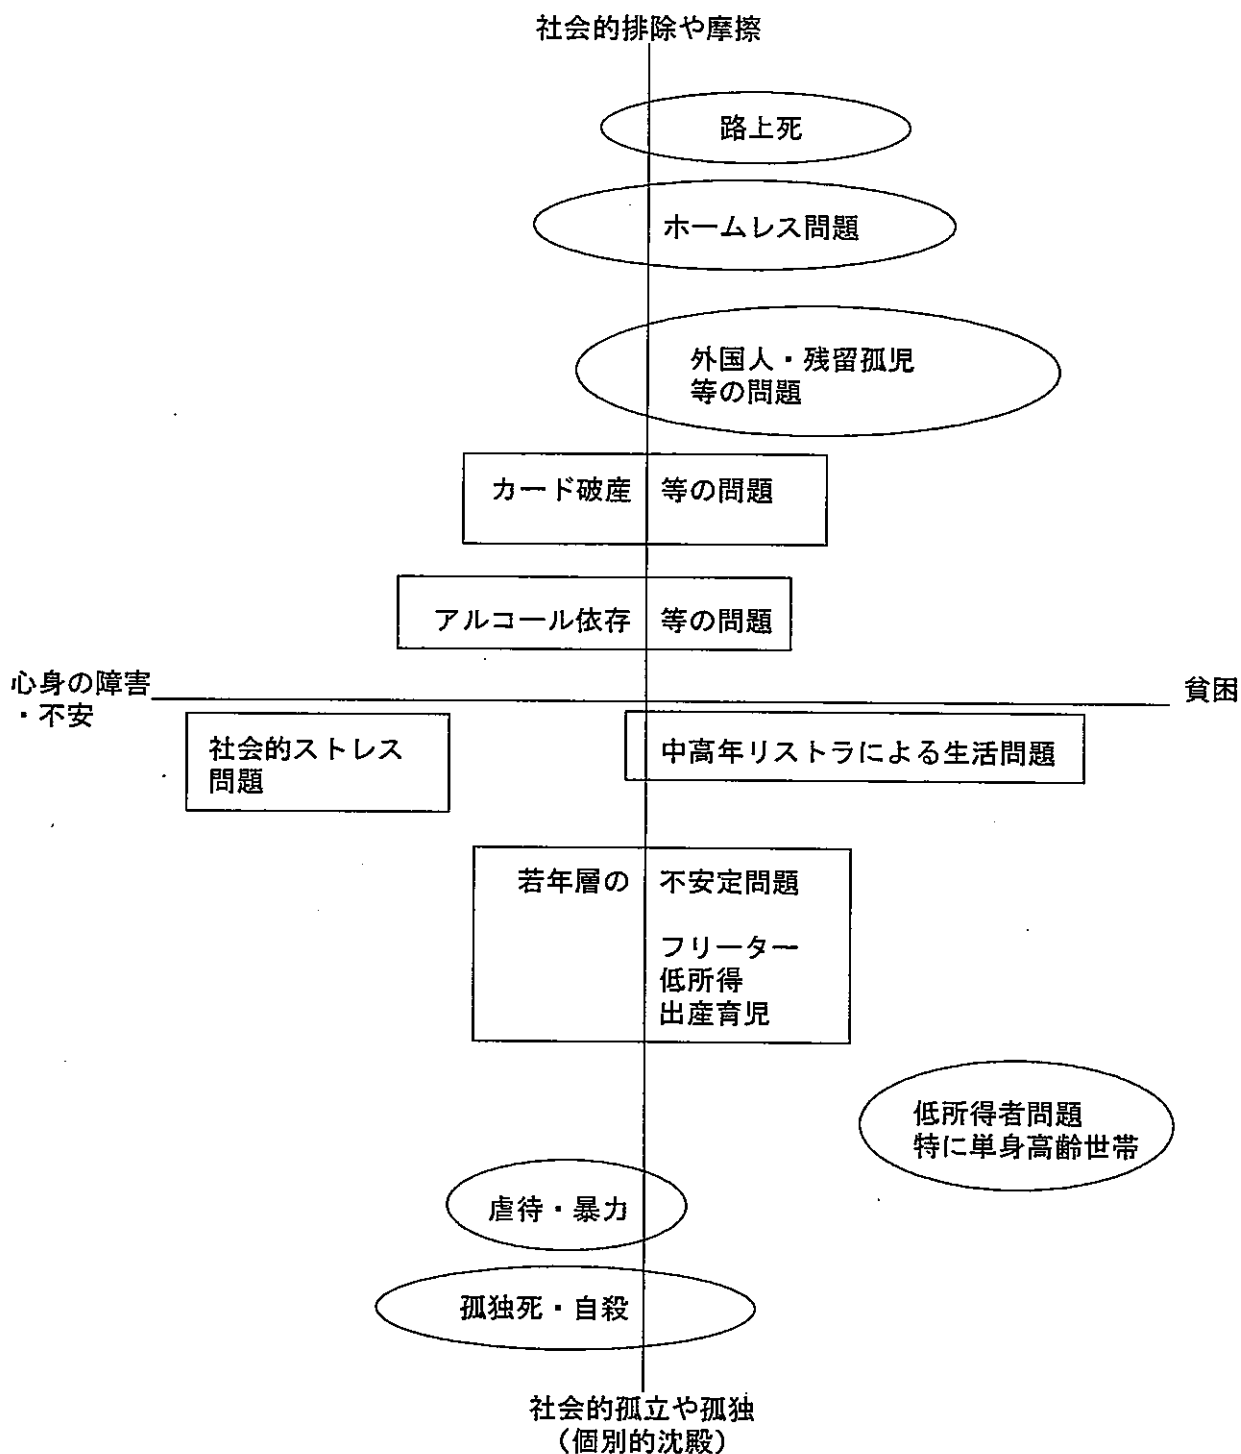 社会的排除や摩擦
路上死
ホームレス問題
外国人・残留孤児
等の問題
カード破産等の問題
アルコール依存等の問題
心身の障害
・不安
貧困
社会的ストレス
問題
中高年リストラによる生活問題
若年層の不安定問題
フリーター
低所得
出産育児
低所得者問題
特に単身高齢世帯
虐待・暴力
孤独死・自殺
社会的孤立や孤独
（個別的沈殿）